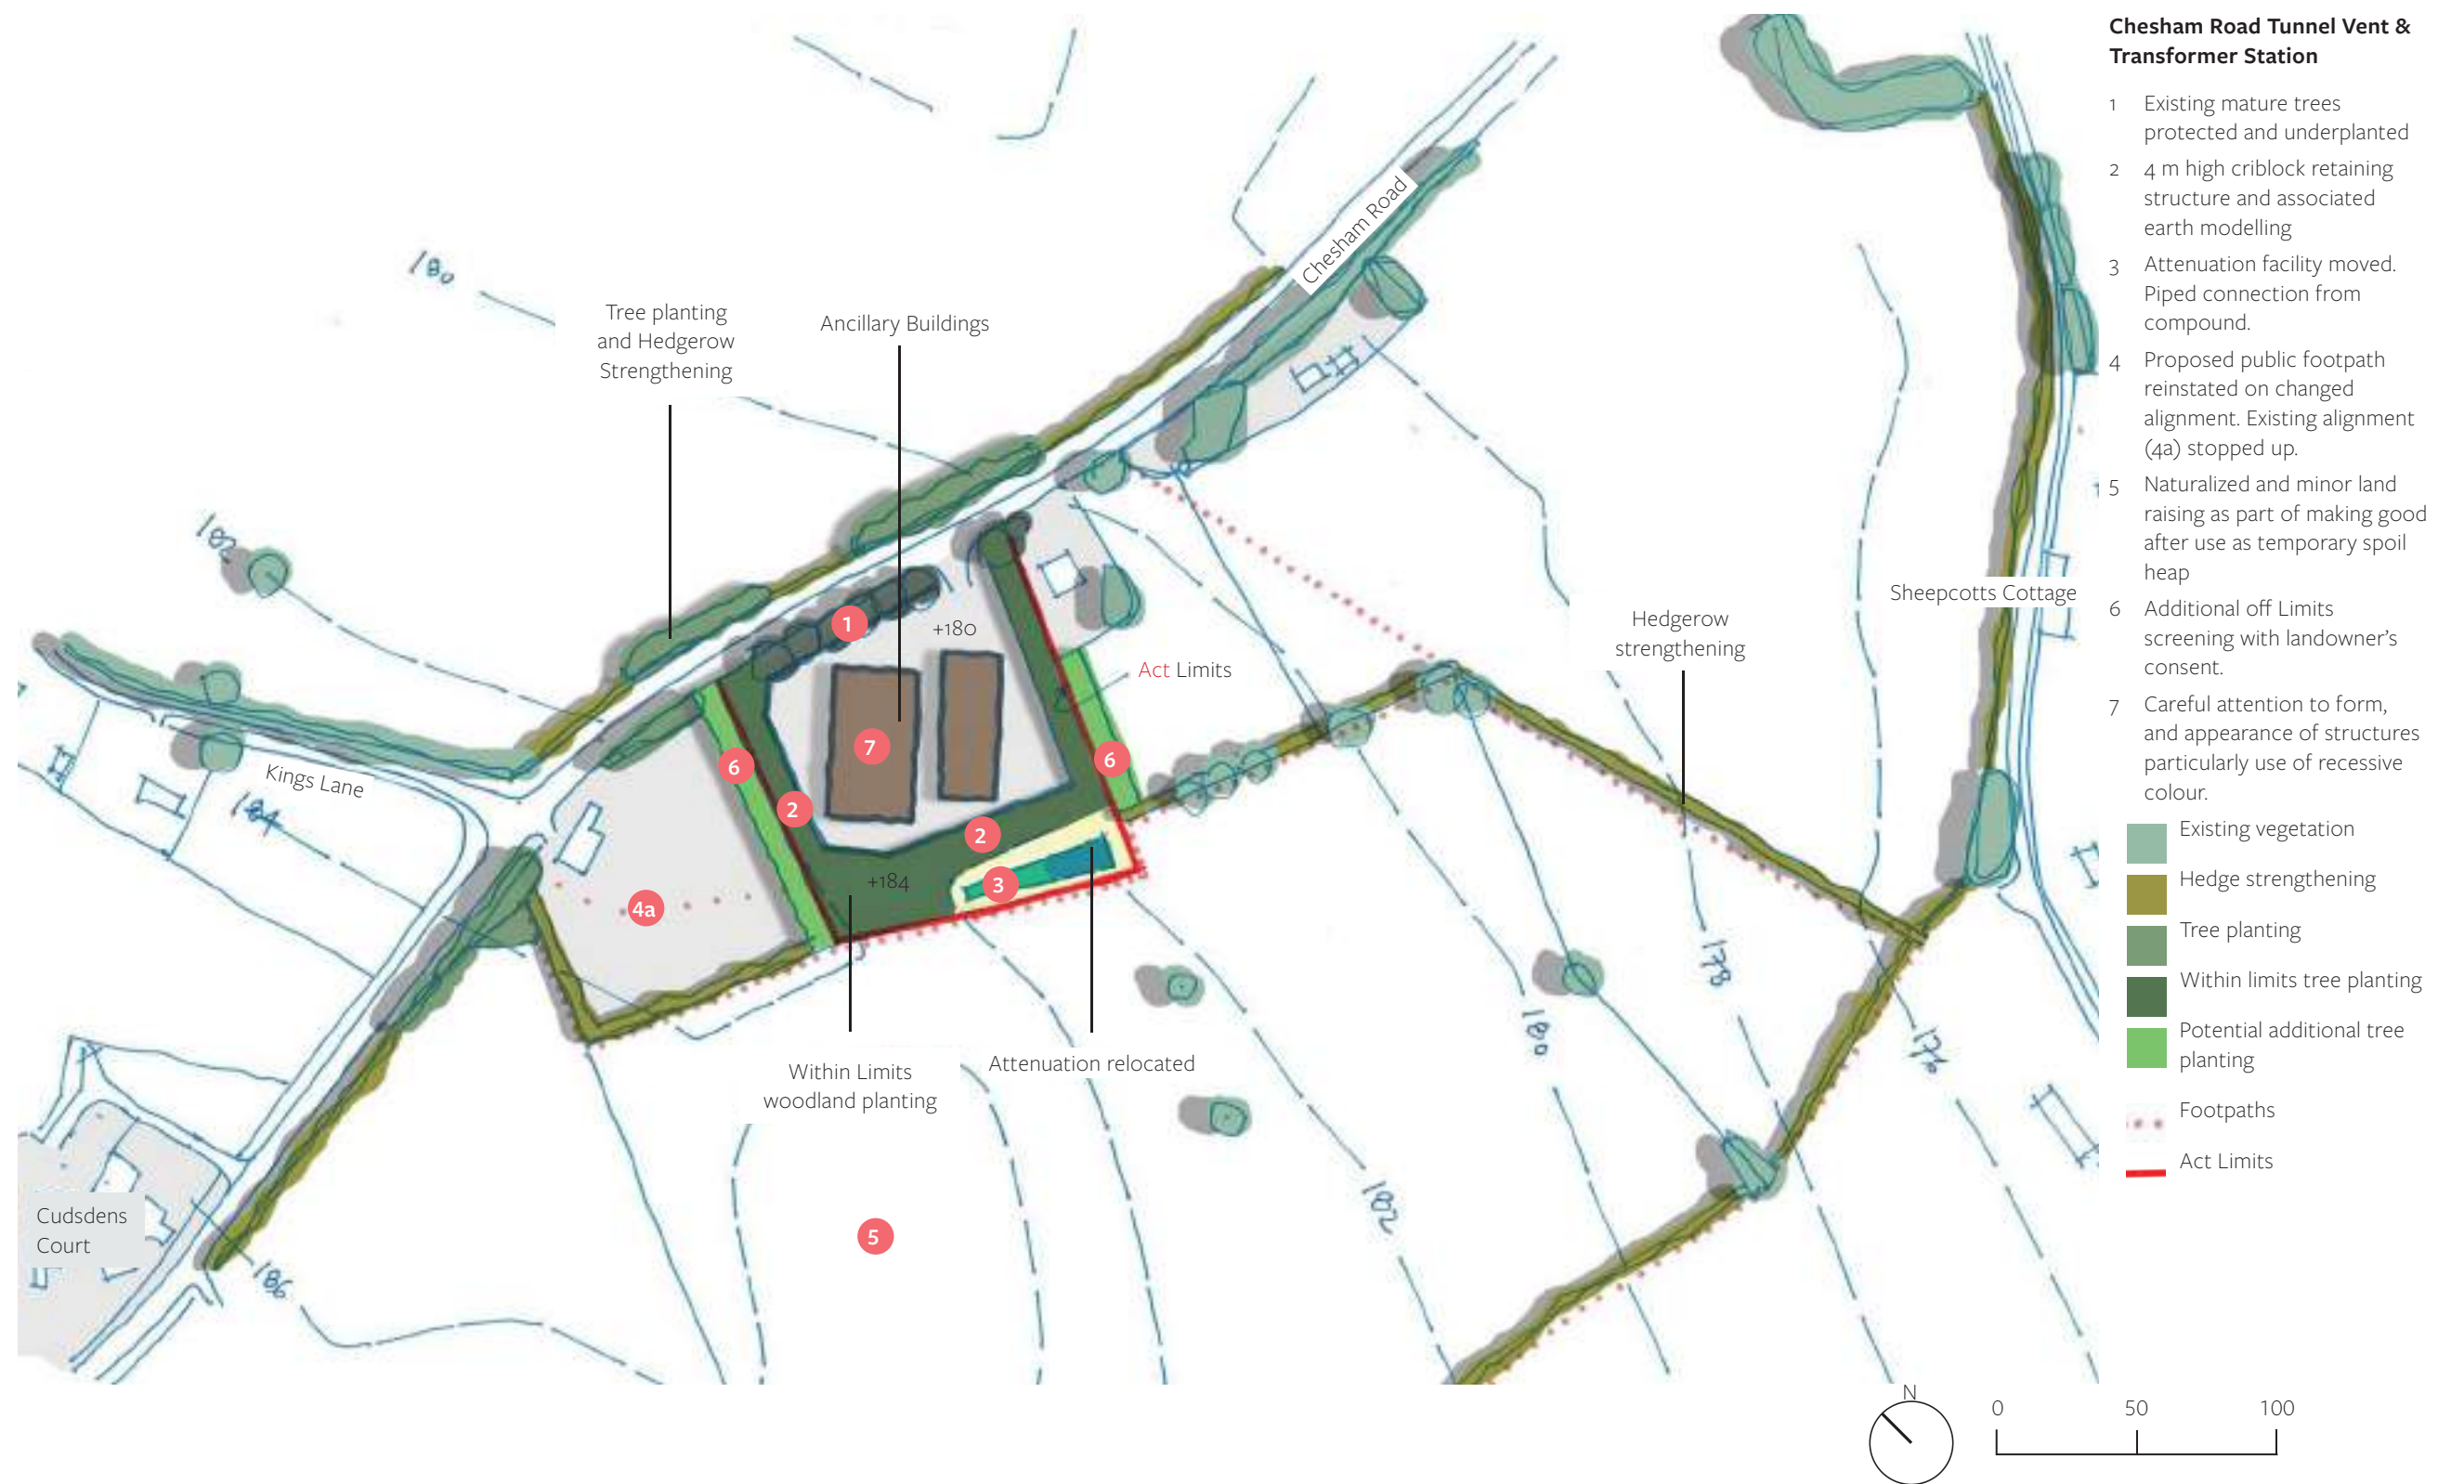 Chesham Road Tunnel Vent &
Transformer Station
1 Existing mature trees
protected and underplanted
2 4 m high criblock retaining
structure and associated
earth modelling
3 Attenuation facility moved.
Piped connection from
compound.
4 Proposed public footpath
reinstated on changed
alignment. Existing alignment
(4a) stopped up.
5 Naturalized and minor land
raising as part of making good
after use as temporary spoil
heap
6 Additional off Limits
screening with landowner's
consent.
7 Careful attention to form,
and appearance of structures
particularly use of recessive
colour.
Existing vegetation
Hedge strengthening
Tree planting
Within limits tree planting
Potential additional tree
planting
Footpaths
Act Limits
Chesham Road
180
Tree planting
and Hedgerow
Strengthening
Ancillary Buildings
182
1
+180
Act Limits
Hedgerow
strengthening
Sheepcotts Cottage
Kings Lane
184
6
7
6
2
2
+184
3
4a
178
180
176
Within Limits
woodland planting
Attenuation relocated
182
5
Cudsdens
Court
186
N
0 50 100